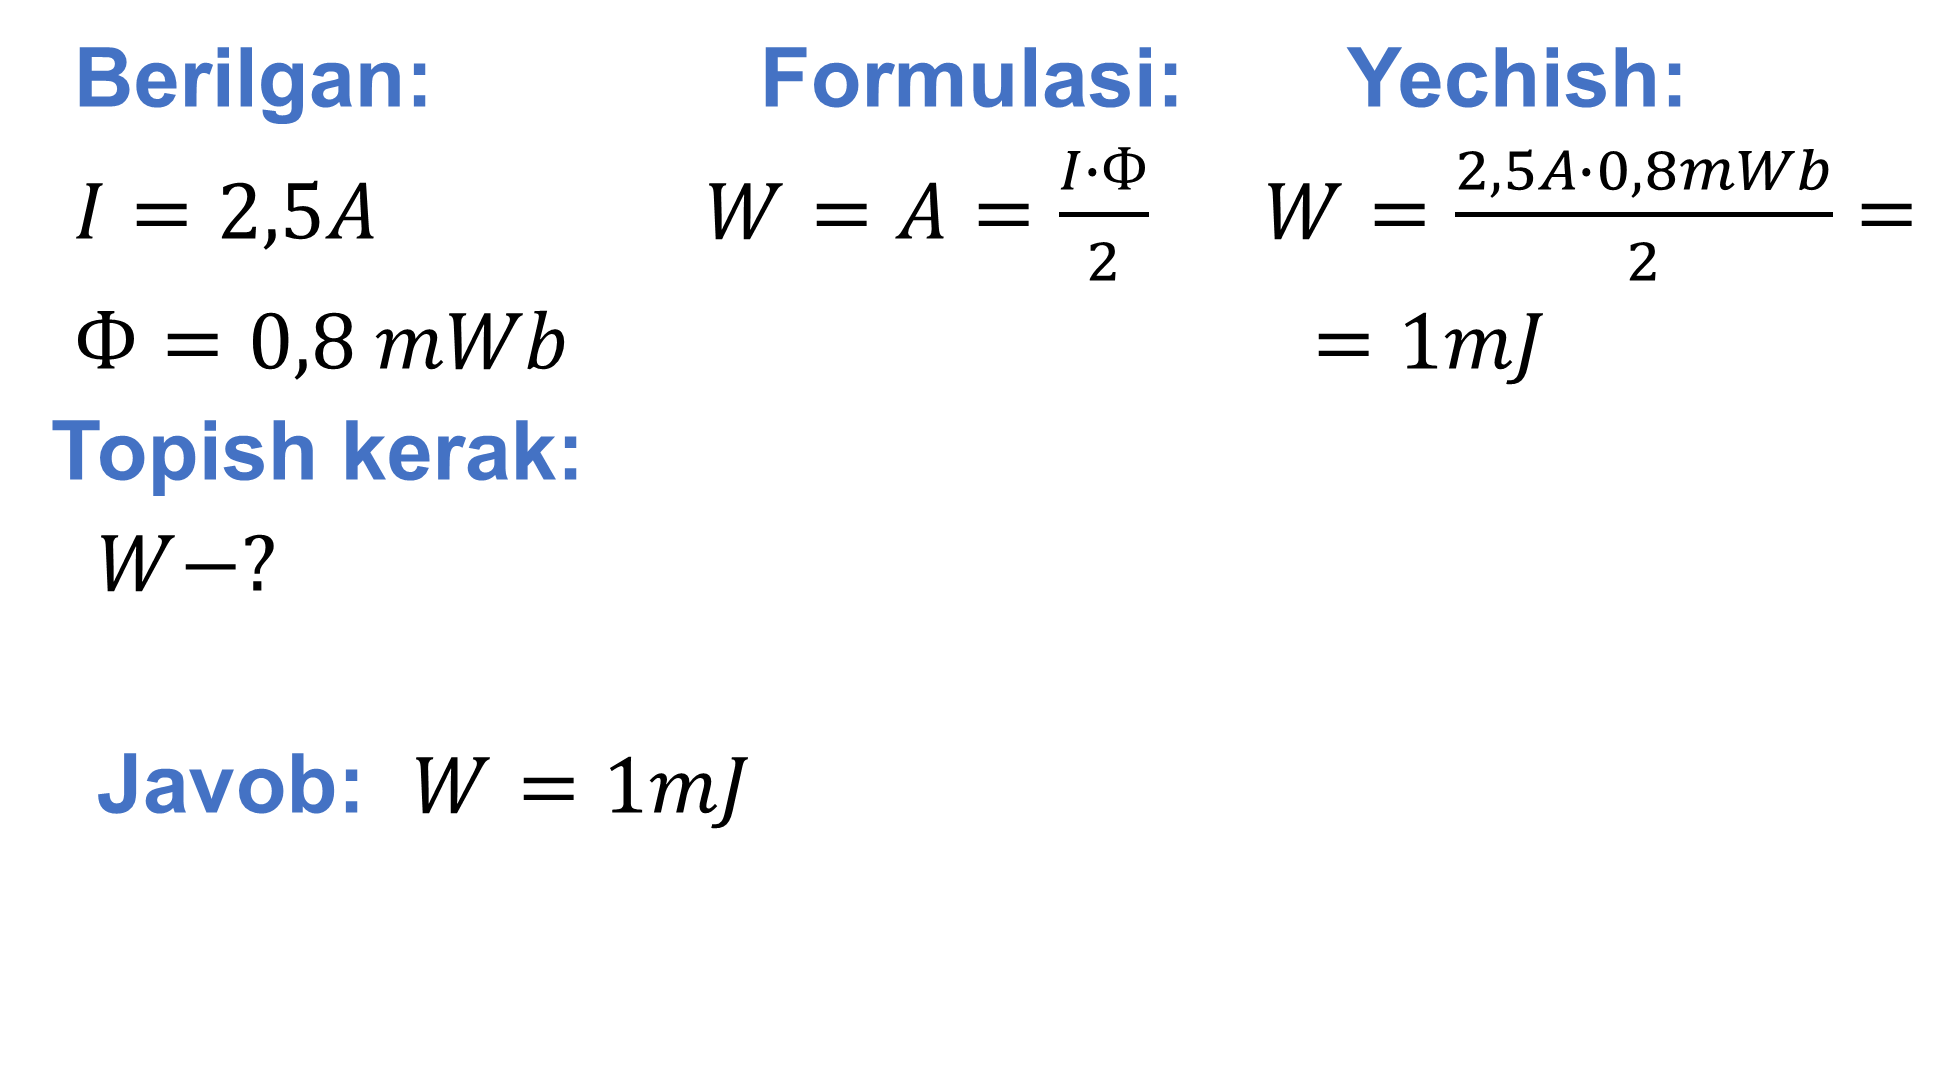 Berilgan: Formulasi: Yechish:
I = 2,5A W = A = I·Φ/2 W = 2,5A·0,8mWb/2 =
Φ = 0,8 mWb = 1mJ
Topish kerak:
W−?
Javob: W = 1mJ